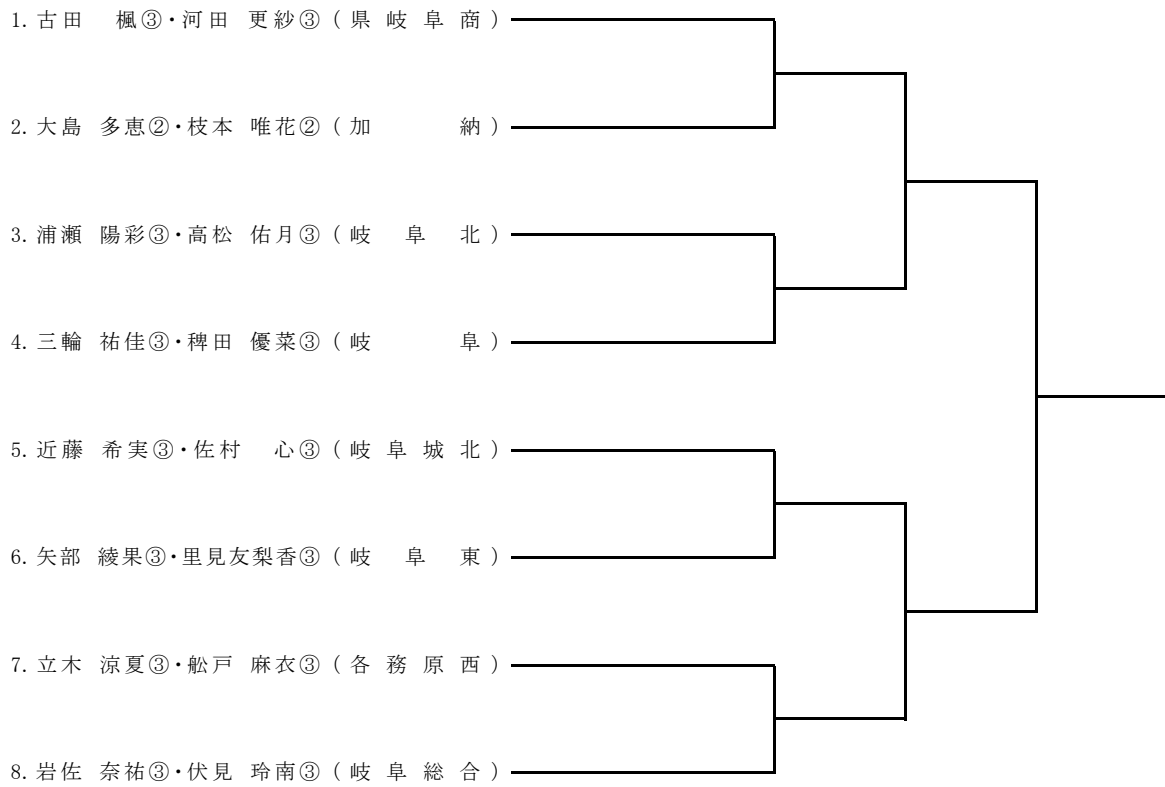 1. 古田 楓③・河田 更紗③ ( 県岐阜商 )
2. 大島 多恵②・枝本 唯花② ( 加 納 )
3. 浦瀬 陽彩③・高松 佑月③ ( 岐 阜 北 )
4. 三輪 祐佳③・稗田 優菜③ ( 岐 阜 )
5. 近藤 希実③・佐村 心③ ( 岐阜城北 )
6. 矢部 綾果③・里見友梨香③ ( 岐 阜 東 )
7. 立木 涼夏③・舩戸 麻衣③ ( 各務原西 )
8. 岩佐 奈祐③・伏見 玲南③ ( 岐阜総合 )